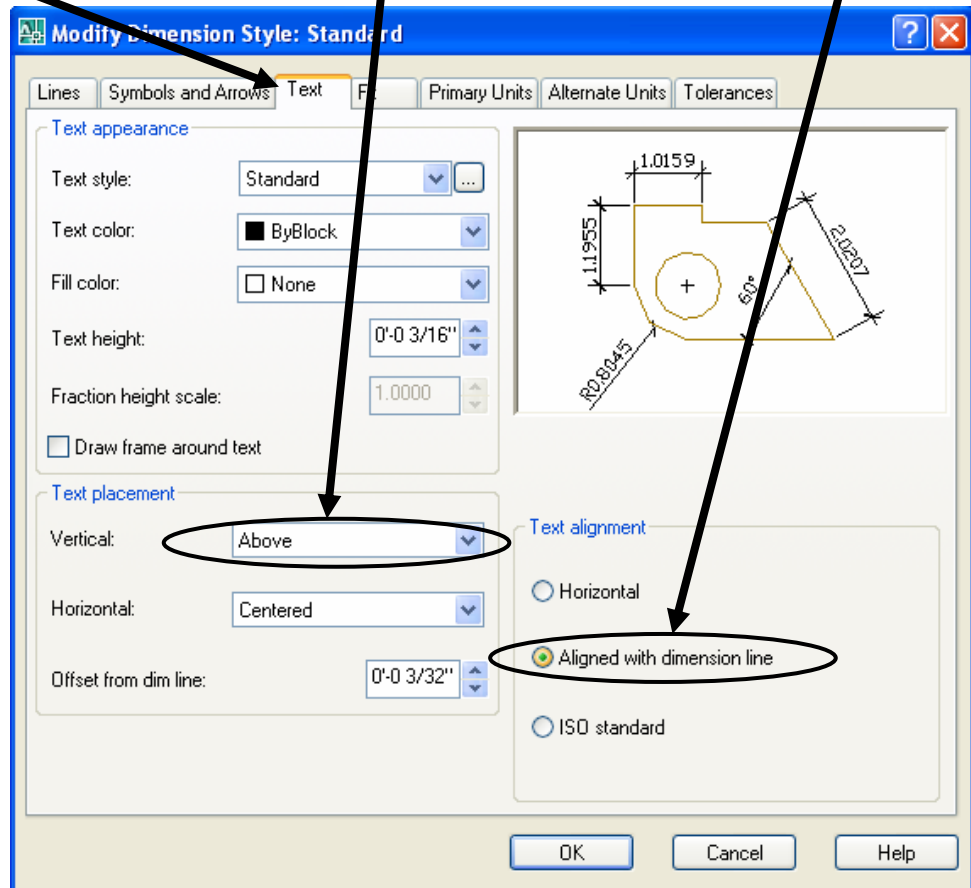 Modify Dimension Style: Standard
Lines
Symbols and Arrows
Text
Primary Units
Alternate Units
Tolerances
Text appearance
Text style:
Standard
...
Text color:
ByBlock
Fill color:
None
Text height:
0'-0 3/16"
Fraction height scale:
1.0000
Draw frame around text
1.0159
1.1955
2.0207
60°
R0.8045
Text placement
Vertical:
Above
Horizontal:
Centered
Offset from dim line:
0'-0 3/32"
Text alignment
Horizontal
Aligned with dimension line
ISO standard
OK
Cancel
Help